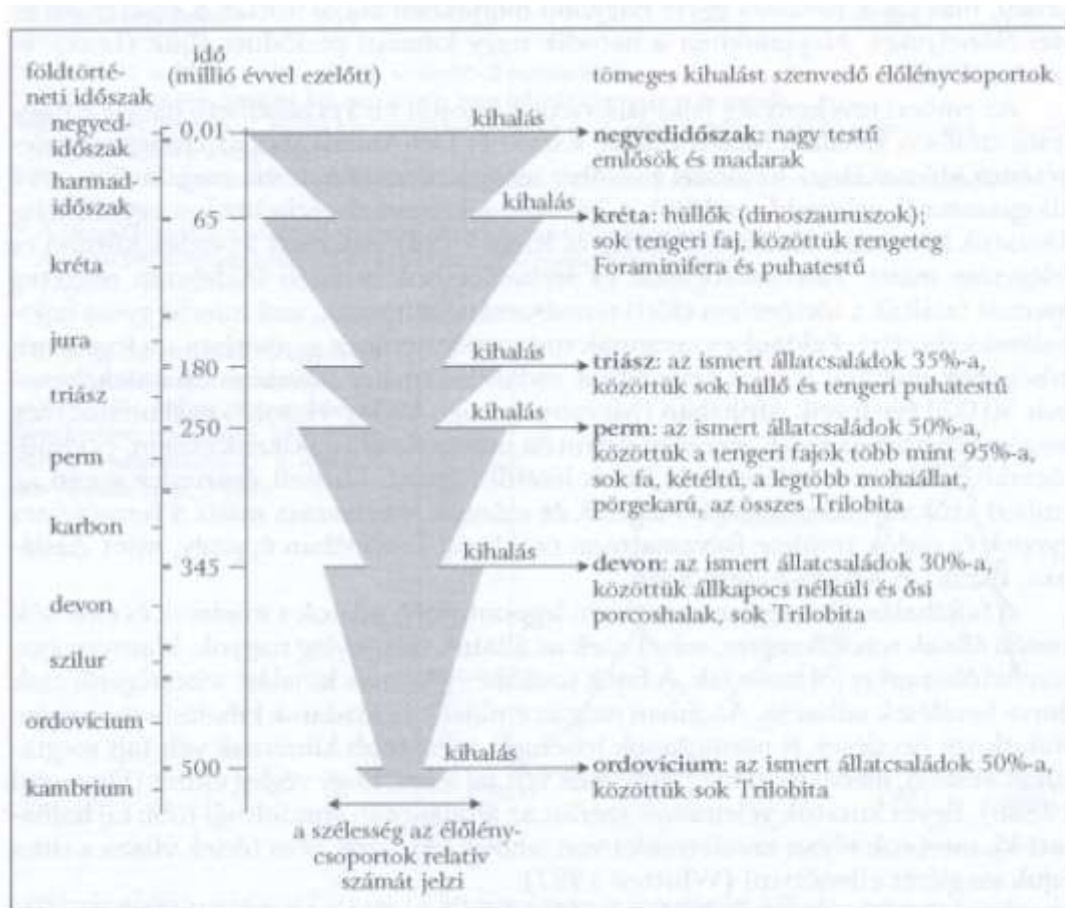 földtörté-
neti időszak
idő
(millió évvel ezelőtt)
tömeges kihalást szenvedő élőlénycsoportok
negyed-
időszak
0,01
kihalás
negyedidőszak: nagy testű
emlősök és madarak
harmad-
időszak
65
kihalás
kréta: hüllők (dinoszauruszok);
sok tengeri faj, közöttük rengeteg
Foraminifera és puhatestű
kréta
jura
180
kihalás
triász: az ismert állatcsaládok 35%-a,
közöttük sok hüllő és tengeri puhatestű
triász
250
kihalás
perm: az ismert állatcsaládok 50%-a,
közöttük a tengeri fajok több mint 95%-a,
sok fa, kétéltű, a legtöbb mohaállat,
pörgekarú, az összes Trilobita
perm
karbon
345
kihalás
devon: az ismert állatcsaládok 30%-a,
közöttük állkapocs nélküli és ősi
porcoshalak, sok Trilobita
devon
szilur
ordovícium
500
kihalás
ordovícium: az ismert állatcsaládok 50%-a,
közöttük sok Trilobita
kambrium
a szélesség az élőlény-
csoportok relatív
számát jelzi